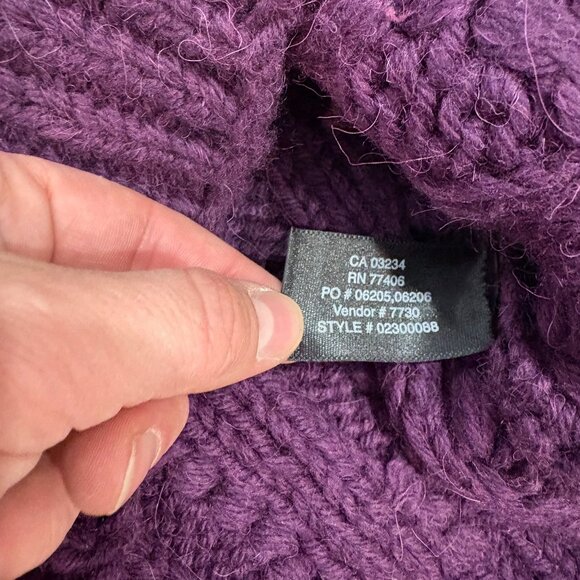 CA 03234
RN 77406
PO # 06205,06206
Vendor # 7730
STYLE # 02300088